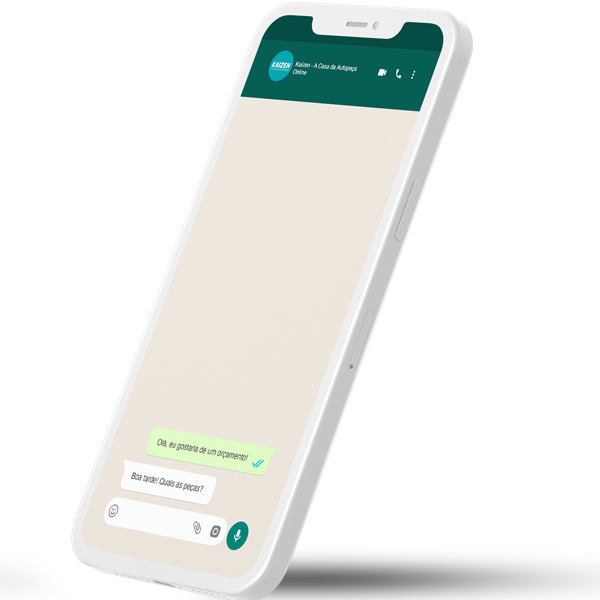 KAIZEN
Kaizen - A Casa da Autopeça
Online
Olá, eu gostaria de um orçamento!
Boa tarde! Quais as peças?